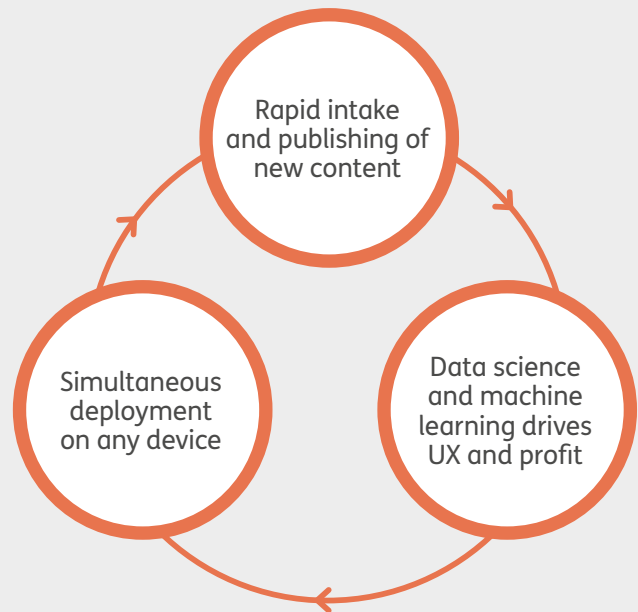 Rapid intake
and publishing of
new content
Data science
and machine
learning drives
UX and profit
Simultaneous
deployment
on any device